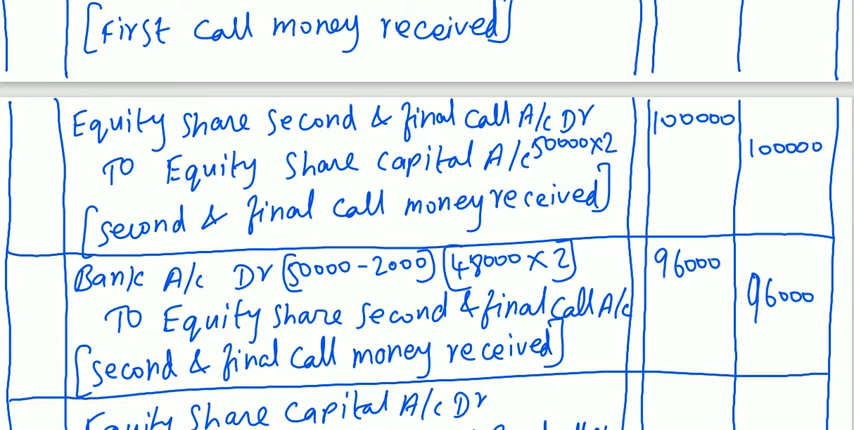 [First call money received]
Equity share second & final call A/c Dr 100000
To Equity share capital A/c 50000x2 100000
[second & final call money received]
Bank A/c Dr [50000-2000] [48000 x 2] 96000
To Equity share second & final call A/c 96000
[second & final call money received]
Equity share capital A/c Dr